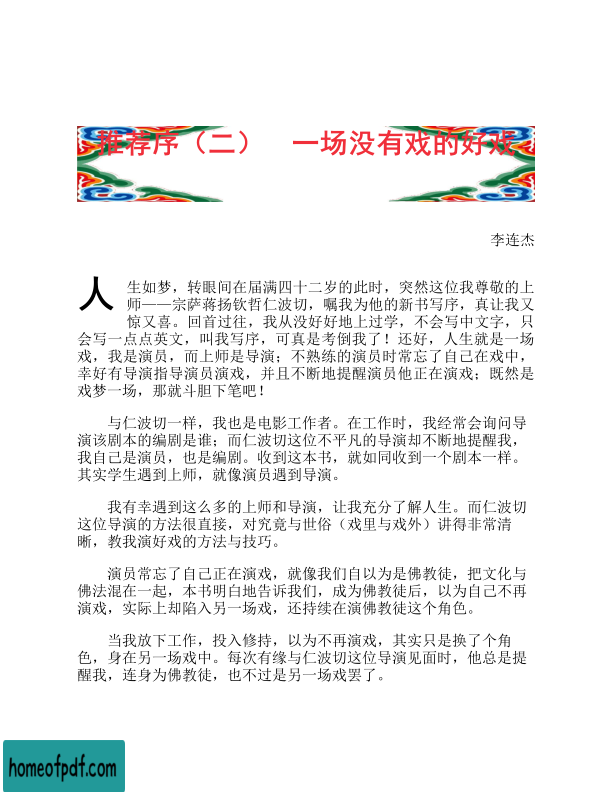 推荐序（二） 一场没有戏的好戏
李连杰
人生如梦，转眼间在届满四十二岁的此时，突然这位我尊敬的上
师——宗萨蒋扬钦哲仁波切，嘱我为他的新书写序，真让我又
惊又喜。回首过往，我从没好好地上过学，不会写中文字，只
会写一点点英文，叫我写序，可真是考倒我了！还好，人生就是一场
戏，我是演员，而上师是导演；不熟练的演员时常忘了自己在戏中，
幸好有导演指导演员演戏，并且不断地提醒演员他正在演戏；既然是
戏梦一场，那就斗胆下笔吧！
与仁波切一样，我也是电影工作者。在工作时，我经常会询问导
演该剧本的编剧是谁；而仁波切这位不平凡的导演却不断地提醒我，
我自己是演员，也是编剧。收到这本书，就如同收到一个剧本一样。
其实学生遇到上师，就像演员遇到导演。
我有幸遇到这么多的上师和导演，让我充分了解人生。而仁波切
这位导演的方法很直接，对究竟与世俗（戏里与戏外）讲得非常清
晰，教我演好戏的方法与技巧。
演员常忘了自己正在演戏，就像我们自以为是佛教徒，把文化与
佛法混在一起，本书明白地告诉我们，成为佛教徒后，以为自己不再
演戏，实际上却陷入另一场戏，还持续在演佛教徒这个角色。
当我放下工作，投入修持，以为不再演戏，其实只是换了个角
色，身在另一场戏中。每次有缘与仁波切这位导演见面时，他总是提
醒我，连身为佛教徒，也不过是另一场戏罢了。
homeofpdf.com